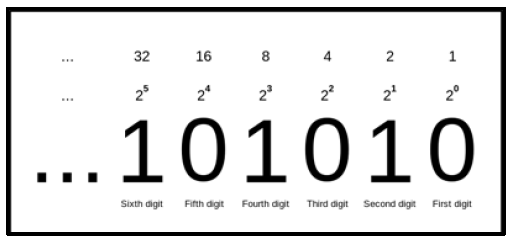 ... 32 16 8 4 2 1
... 2⁵ 2⁴ 2³ 2² 2¹ 2⁰
...101010
Sixth digit Fifth digit Fourth digit Third digit Second digit First digit